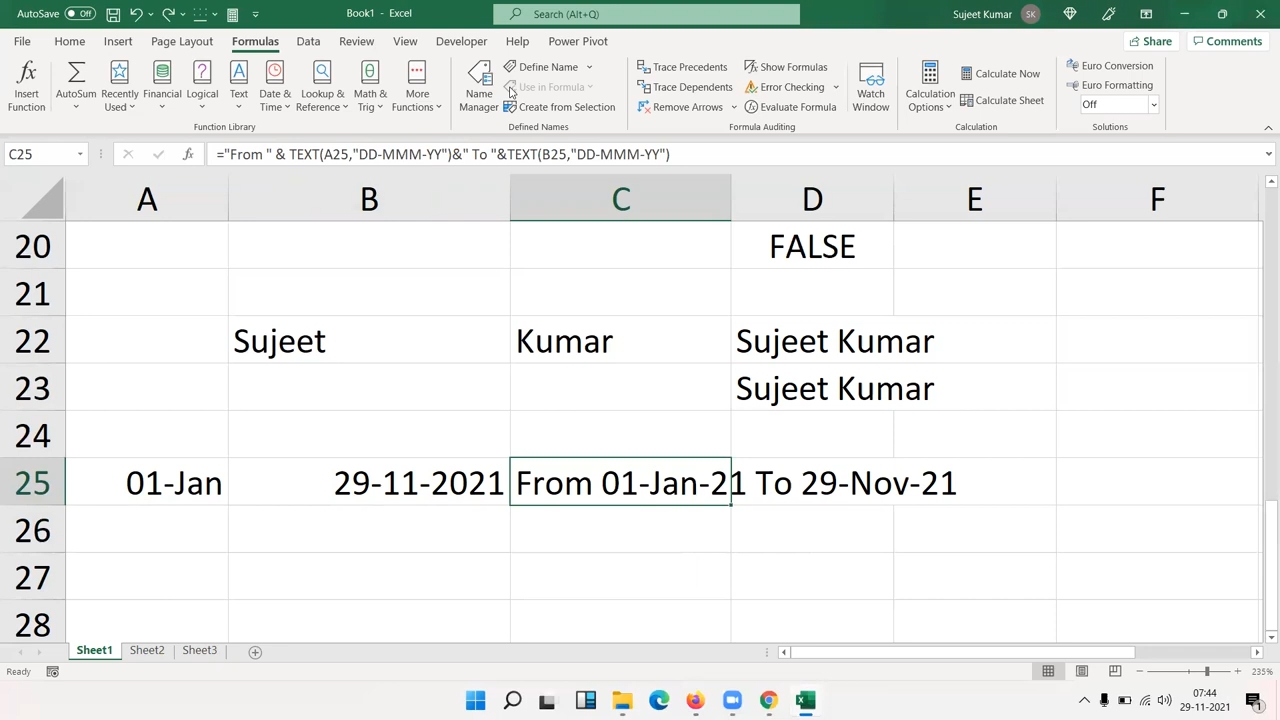 AutoSave Off Book1 - Excel Search (Alt+Q) Sujeet Kumar SK
File Home Insert Page Layout Formulas Data Review View Developer Help Power Pivot Share Comments
Insert Function
AutoSum
Recently Used
Financial
Logical
Text
Date & Time
Lookup & Reference
Math & Trig
More Functions
Function Library
Name Manager
Define Name
Use in Formula
Create from Selection
Defined Names
Trace Precedents
Trace Dependents
Remove Arrows
Show Formulas
Error Checking
Evaluate Formula
Formula Auditing
Watch Window
Calculation Options
Calculate Now
Calculate Sheet
Calculation
Euro Conversion
Euro Formatting
Off
Solutions
C25 fx ="From " & TEXT(A25,"DD-MMM-YY")&" To "&TEXT(B25,"DD-MMM-YY")
A B C D E F
20 FALSE
21
22 Sujeet Kumar Sujeet Kumar
23 Sujeet Kumar
24
25 01-Jan 29-11-2021 From 01-Jan-21 To 29-Nov-21
26
27
28
Sheet1 Sheet2 Sheet3
Ready 235%
07:44
29-11-2021 1